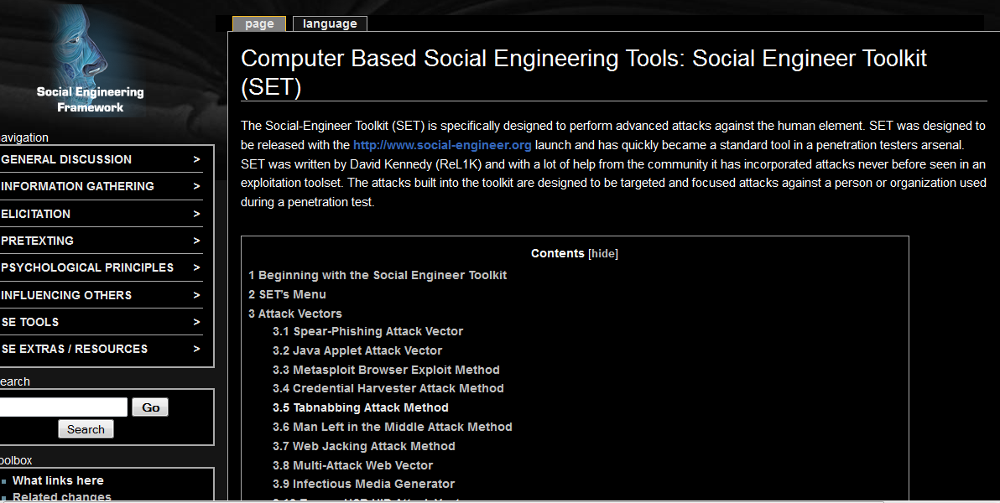 page
language
Social Engineering
Framework
Computer Based Social Engineering Tools: Social Engineer Toolkit
(SET)
The Social-Engineer Toolkit (SET) is specifically designed to perform advanced attacks against the human element. SET was designed to
be released with the http://www.social-engineer.org launch and has quickly became a standard tool in a penetration testers arsenal.
SET was written by David Kennedy (ReL1K) and with a lot of help from the community it has incorporated attacks never before seen in an
exploitation toolset. The attacks built into the toolkit are designed to be targeted and focused attacks against a person or organization used
during a penetration test.
avigation
GENERAL DISCUSSION >
INFORMATION GATHERING >
ELICITATION >
PRETEXTING >
PSYCHOLOGICAL PRINCIPLES >
INFLUENCING OTHERS >
SE TOOLS >
SE EXTRAS / RESOURCES >
earch
Go
Search
oolbox
What links here
Related changes
Contents [hide]
1 Beginning with the Social Engineer Toolkit
2 SET's Menu
3 Attack Vectors
3.1 Spear-Phishing Attack Vector
3.2 Java Applet Attack Vector
3.3 Metasploit Browser Exploit Method
3.4 Credential Harvester Attack Method
3.5 Tabnabbing Attack Method
3.6 Man Left in the Middle Attack Method
3.7 Web Jacking Attack Method
3.8 Multi-Attack Web Vector
3.9 Infectious Media Generator